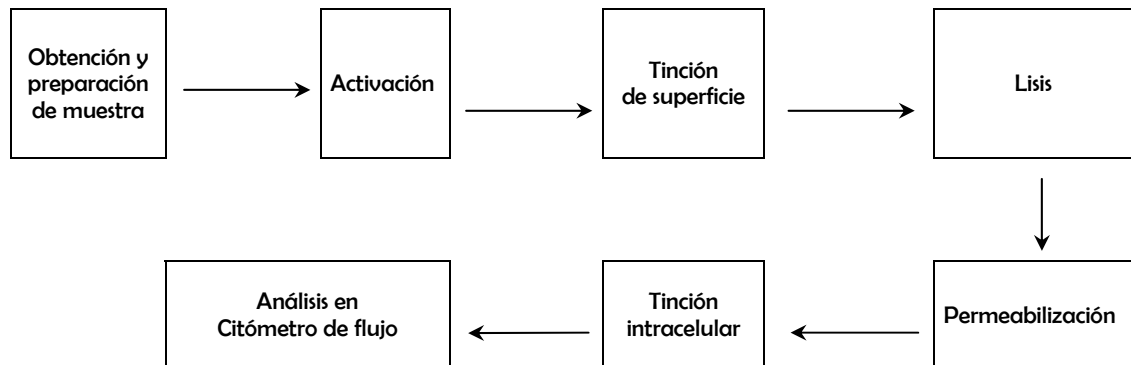 Obtención y
preparación
de muestra
Activación
Tinción
de superficie
Lisis
Permeabilización
Tinción
intracelular
Análisis en
Citómetro de flujo